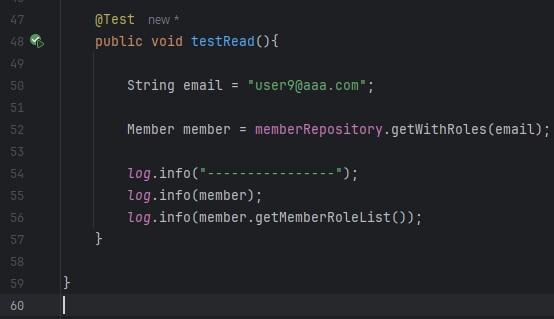 47 @Test new *
48 public void testRead(){
49
50 String email = "user9@aaa.com";
51
52 Member member = memberRepository.getWithRoles(email);
53
54 log.info("----------------");
55 log.info(member);
56 log.info(member.getMemberRoleList());
57 }
58
59 }
60